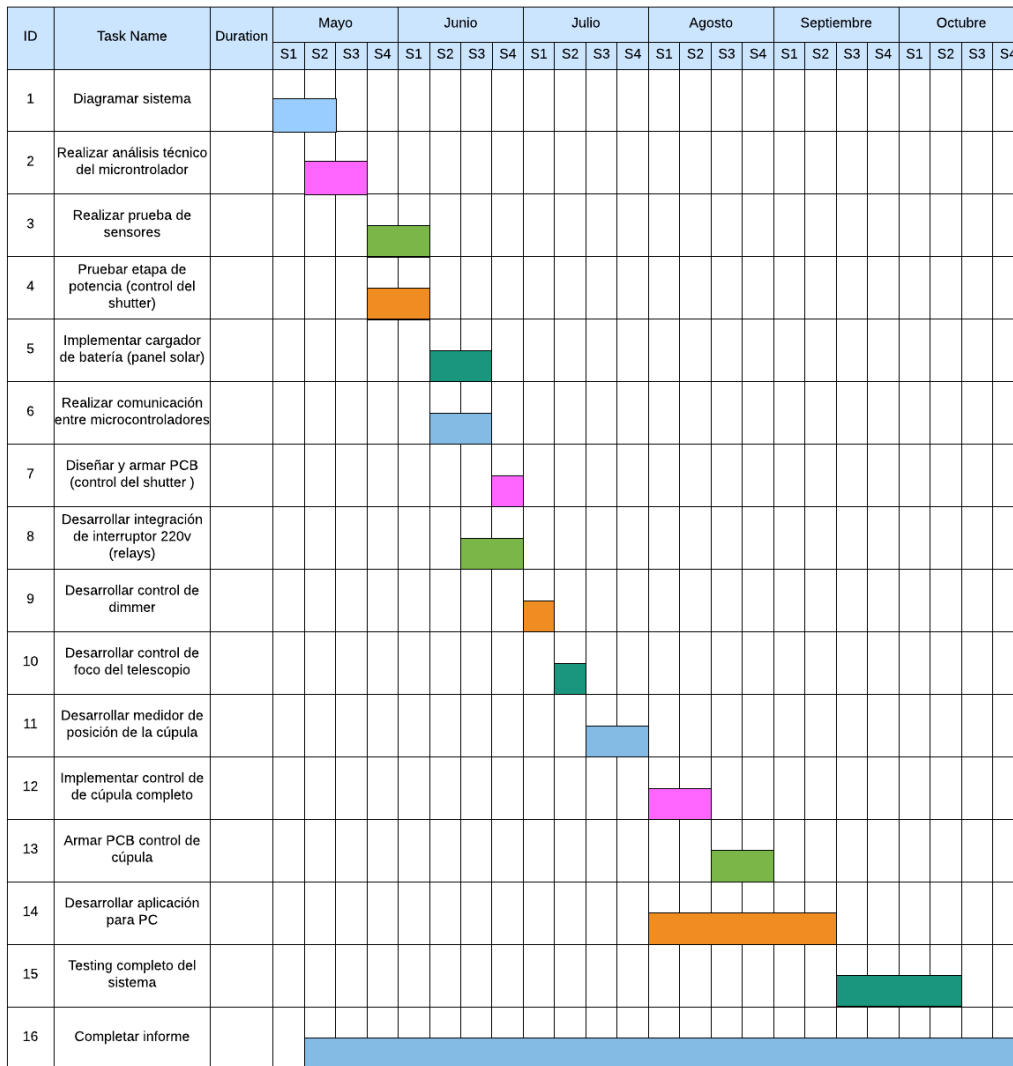 ID Task Name Duration Mayo Junio Julio Agosto Septiembre Octubre
S1 S2 S3 S4 S1 S2 S3 S4 S1 S2 S3 S4 S1 S2 S3 S4 S1 S2 S3 S4 S1 S2 S3 S4
1 Diagramar sistema
2 Realizar análisis técnico
del microntrolador
3 Realizar prueba de
sensores
4 Pruebar etapa de
potencia (control del
shutter)
5 Implementar cargador
de batería (panel solar)
6 Realizar comunicación
entre microcontroladores
7 Diseñar y armar PCB
(control del shutter )
8 Desarrollar integración
de interruptor 220v
(relays)
9 Desarrollar control de
dimmer
10 Desarrollar control de
foco del telescopio
11 Desarrollar medidor de
posición de la cúpula
12 Implementar control de
de cúpula completo
13 Armar PCB control de
cúpula
14 Desarrollar aplicación
para PC
15 Testing completo del
sistema
16 Completar informe